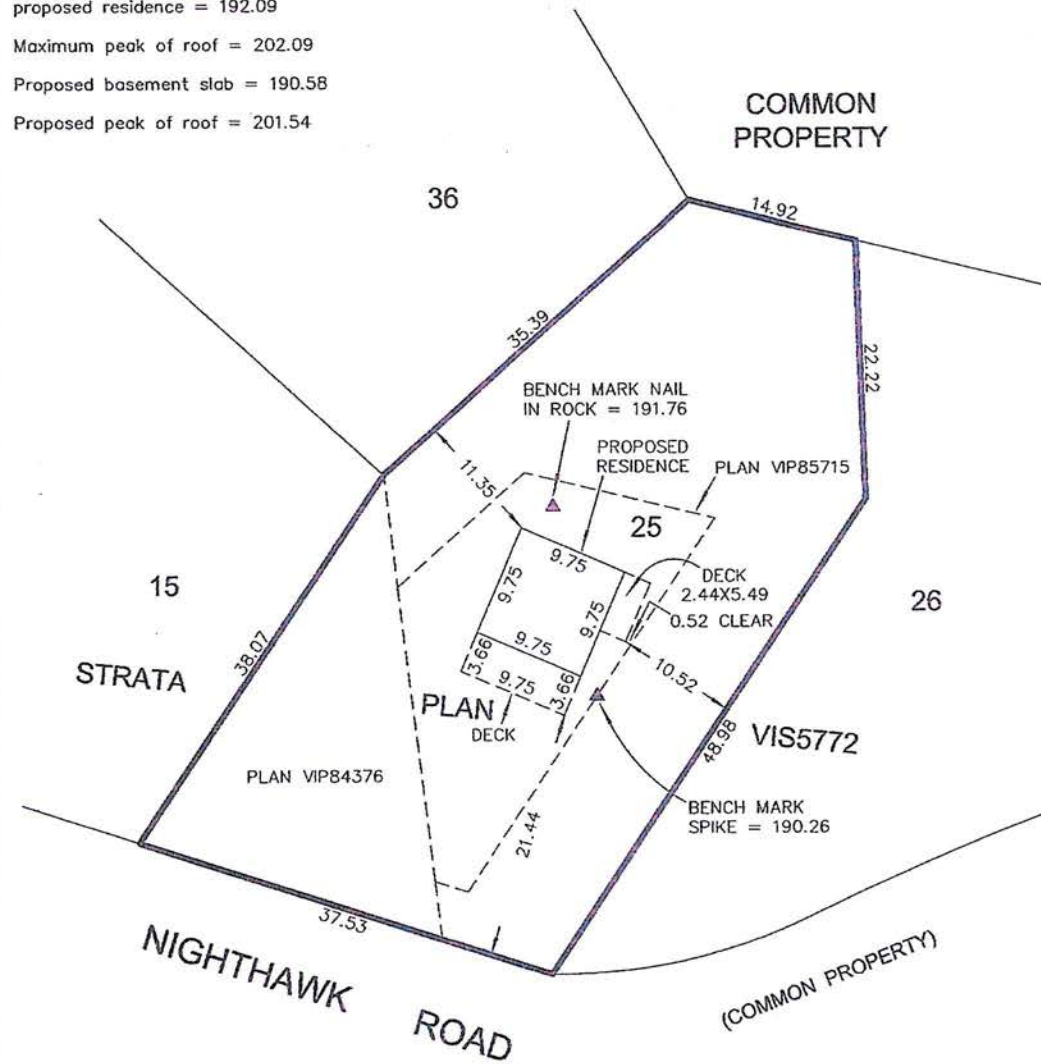 proposed residence = 192.09
Maximum peak of roof = 202.09
Proposed basement slab = 190.58
Proposed peak of roof = 201.54
COMMON
PROPERTY
36
14.92
35.39
22.22
BENCH MARK NAIL
IN ROCK = 191.76
PROPOSED
RESIDENCE
PLAN VIP85715
11.35
25
9.75
9.75
DECK
2.44X5.49
0.52 CLEAR
15
26
9.75
9.75
38.07
STRATA
3.66
9.75
3.66
10.52
PLAN
DECK
48.98
VIS5772
PLAN VIP84376
BENCH MARK
SPIKE = 190.26
21.44
37.53
NIGHTHAWK ROAD
(COMMON PROPERTY)